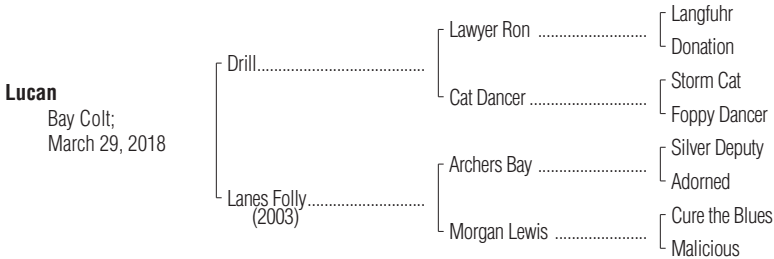 Langfuhr
Lawyer Ron ..........................
Donation
Drill........................................
Storm Cat
Cat Dancer ............................
Foppy Dancer
Lucan
Bay Colt;
March 29, 2018
Silver Deputy
Archers Bay ..........................
Adorned
Lanes Folly............................
(2003)
Cure the Blues
Morgan Lewis ......................
Malicious